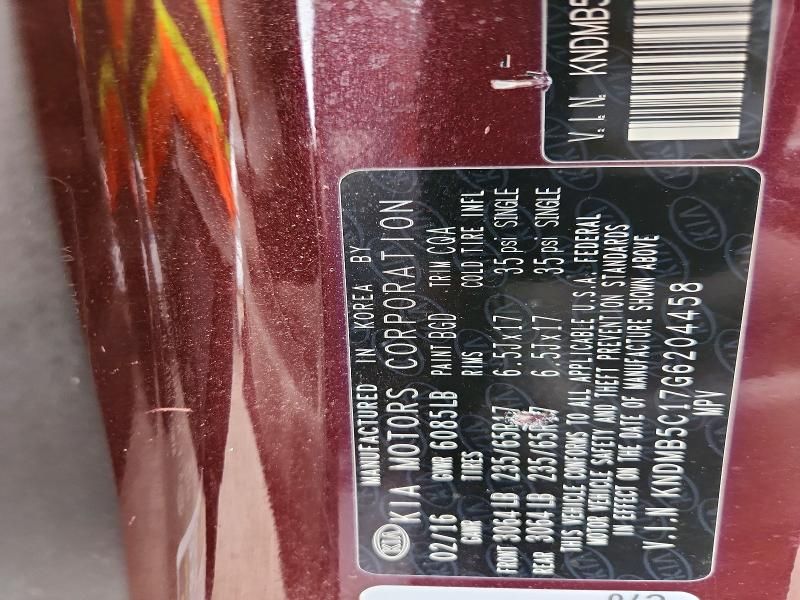 MANUFACTURED IN KOREA BY
KIA KIA MOTORS CORPORATION
02/16 GVWR 6085LB PAINT BGD TRIM CQA
GAWR TIRES RIMS COLD TIRE INFL
FRONT 3064LB 235/65R17 6.5Jx17 35psi SINGLE
REAR 3064LB 235/65R17 6.5Jx17 35psi SINGLE
THIS VEHICLE CONFORMS TO ALL APPLICABLE U.S.A. FEDERAL
MOTOR VEHICLE SAFETY AND THEFT PREVENTION STANDARDS
IN EFFECT ON THE DATE OF MANUFACTURE SHOWN ABOVE
V.I.N KNDMB5C17G6204458
MPV
V.I.N. KNDMB5